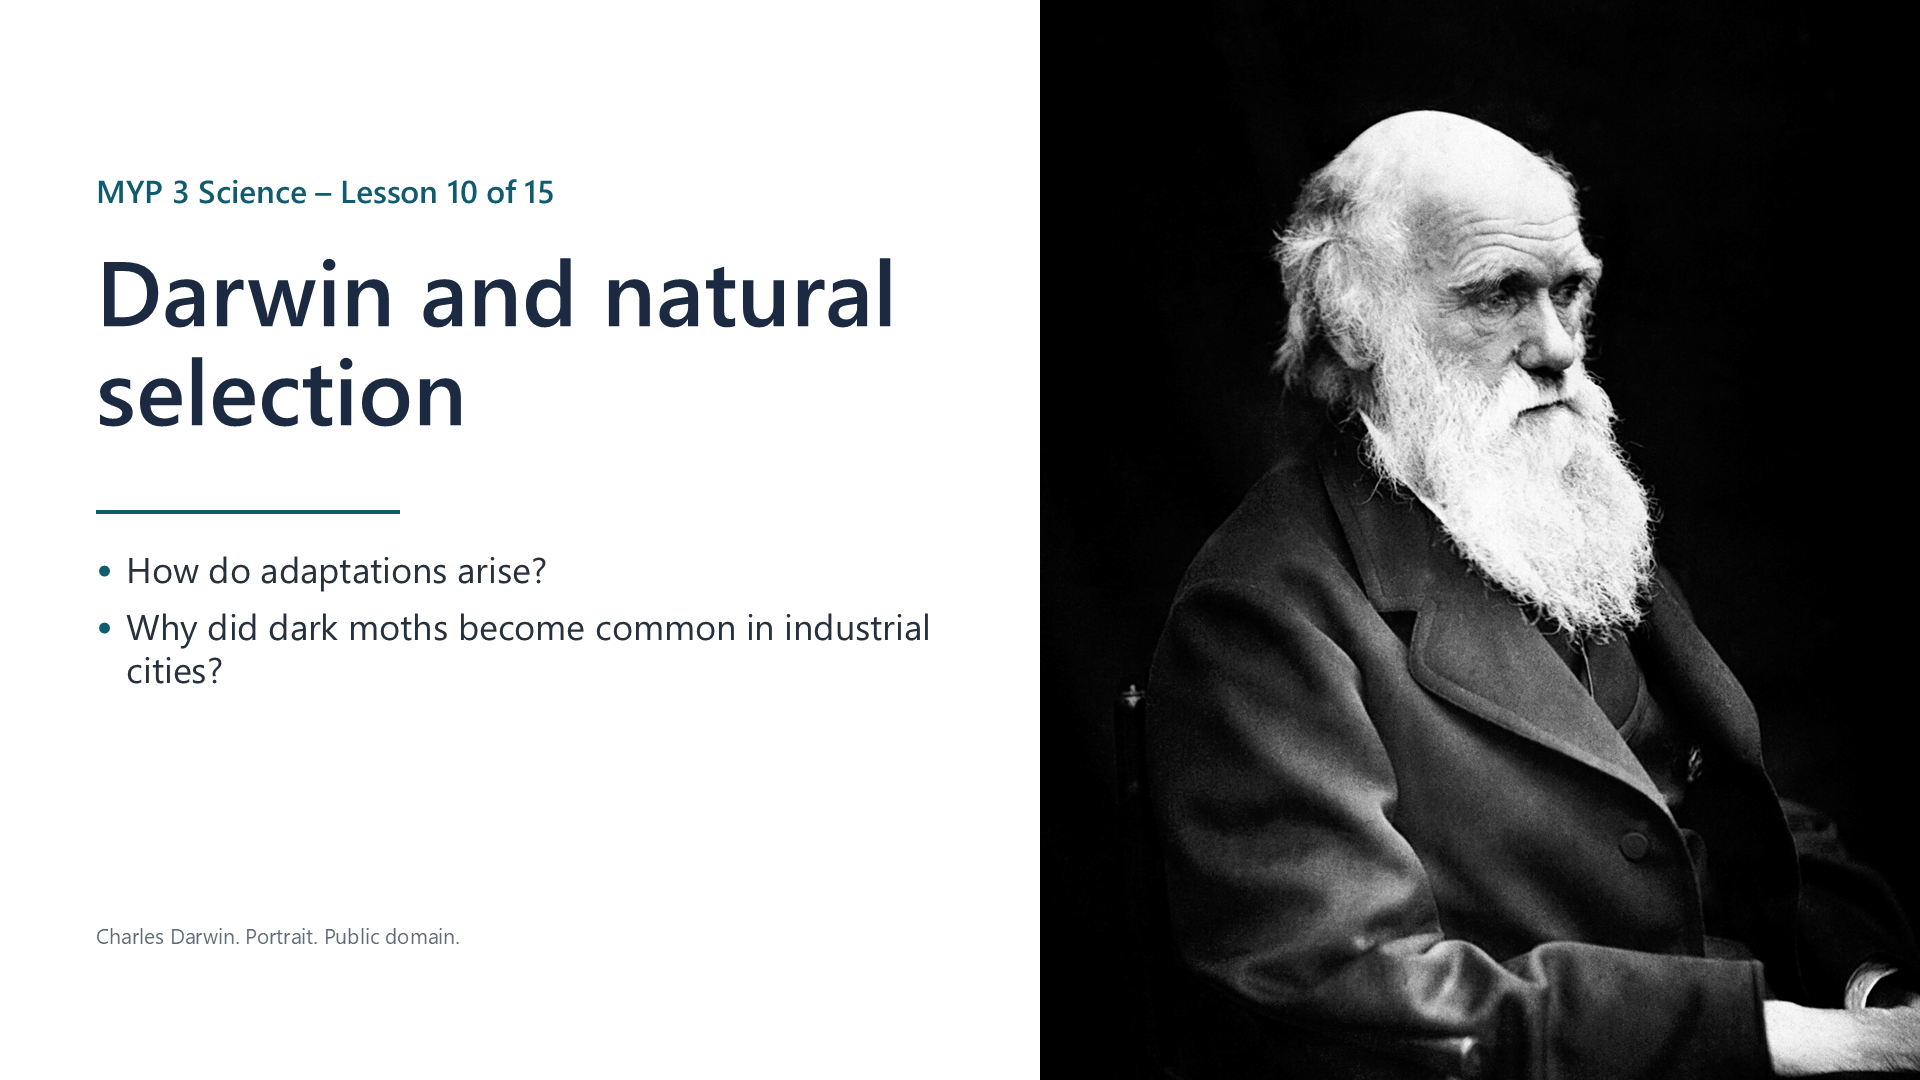 MYP 3 Science – Lesson 10 of 15
Darwin and natural
selection
• How do adaptations arise?
• Why did dark moths become common in industrial
cities?
Charles Darwin. Portrait. Public domain.